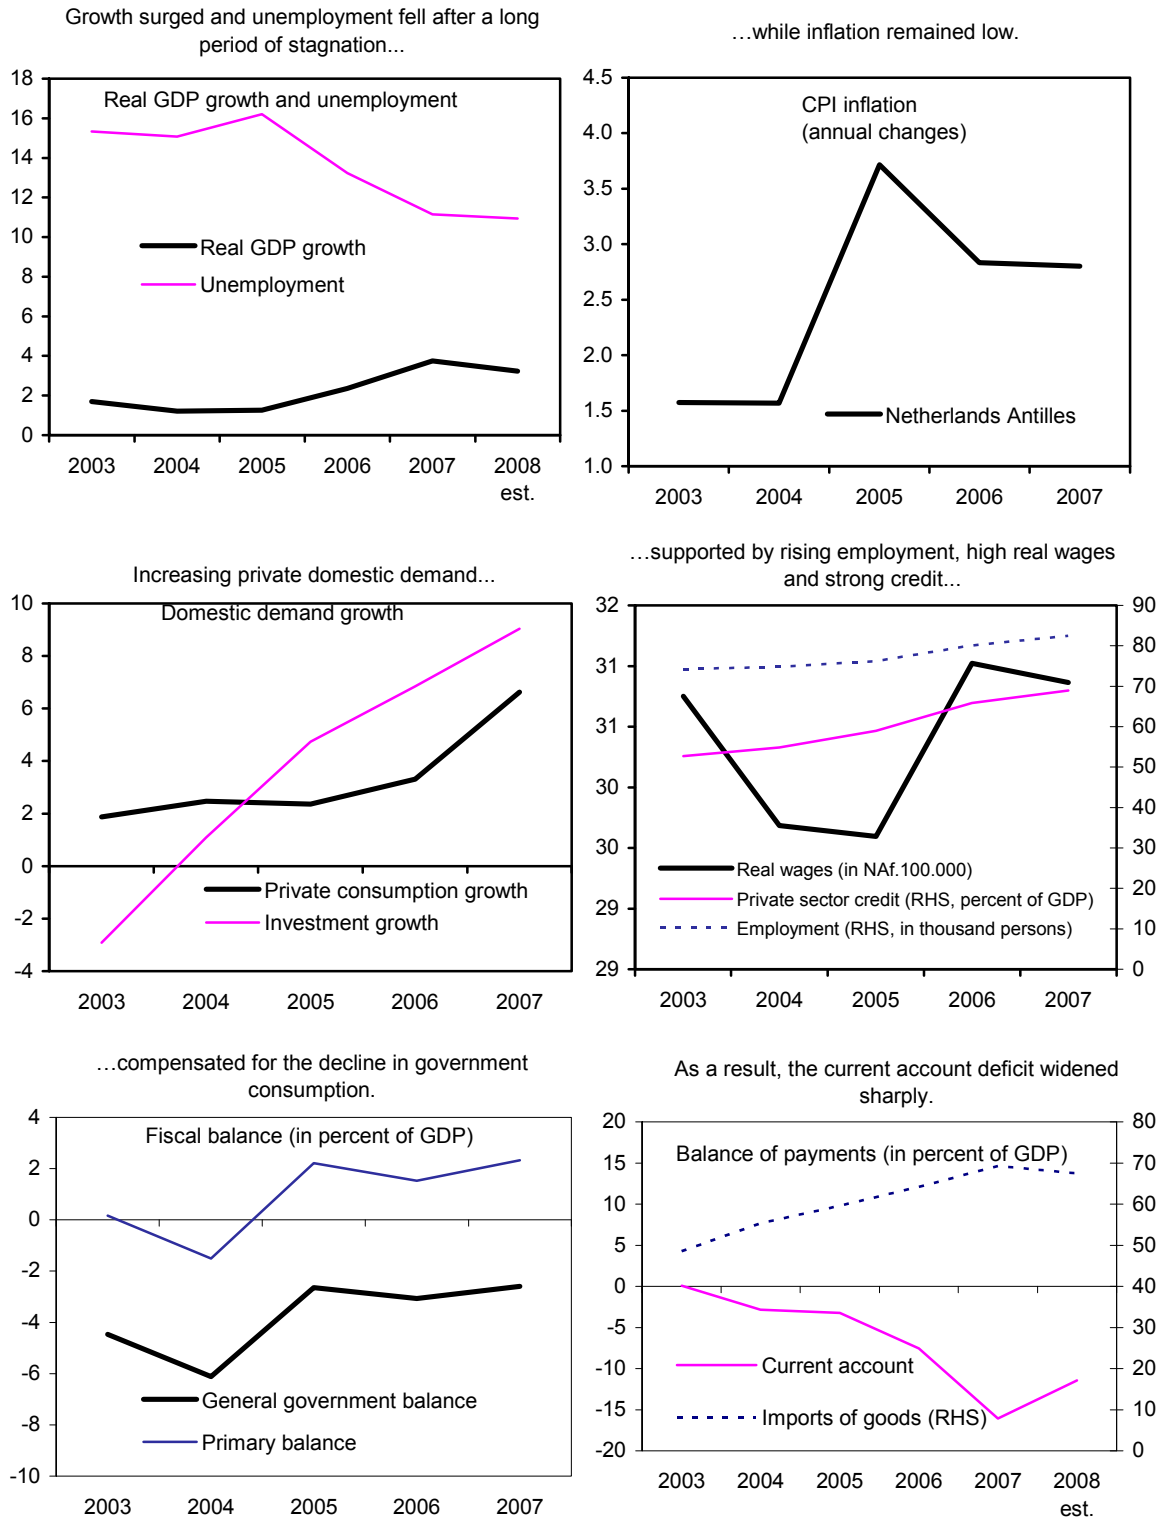 Growth surged and unemployment fell after a long
period of stagnation...
18
16
14
12
10
8
6
4
2
0
Real GDP growth and unemployment
Real GDP growth
Unemployment
2003 2004 2005 2006 2007 2008
est.
…while inflation remained low.
4.5
4.0
3.5
3.0
2.5
2.0
1.5
1.0
CPI inflation
(annual changes)
Netherlands Antilles
2003 2004 2005 2006 2007
Increasing private domestic demand...
10
8
6
4
2
0
-2
-4
Domestic demand growth
Private consumption growth
Investment growth
2003 2004 2005 2006 2007
…supported by rising employment, high real wages
and strong credit...
32
31
31
30
30
29
29
90
80
70
60
50
40
30
20
10
0
Real wages (in NAf.100.000)
Private sector credit (RHS, percent of GDP)
Employment (RHS, in thousand persons)
2003 2004 2005 2006 2007
…compensated for the decline in government
consumption.
4
2
0
-2
-4
-6
-8
-10
Fiscal balance (in percent of GDP)
General government balance
Primary balance
2003 2004 2005 2006 2007
As a result, the current account deficit widened
sharply.
20
15
10
5
0
-5
-10
-15
-20
80
70
60
50
40
30
20
10
0
Balance of payments (in percent of GDP)
Current account
Imports of goods (RHS)
2003 2004 2005 2006 2007 2008
est.